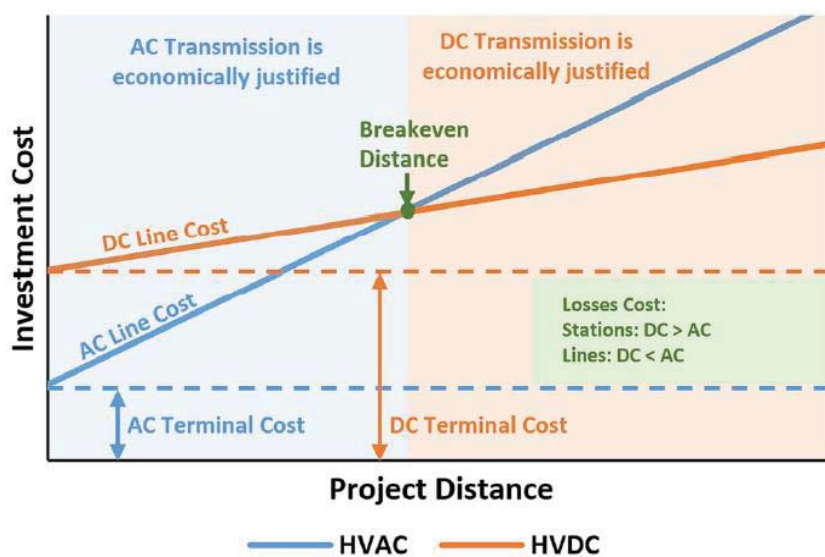 AC Transmission is
economically justified
DC Transmission is
economically justified
Breakeven
Distance
DC Line Cost
AC Line Cost
Losses Cost:
Stations: DC > AC
Lines: DC < AC
AC Terminal Cost
DC Terminal Cost
Investment Cost
Project Distance
HVAC
HVDC